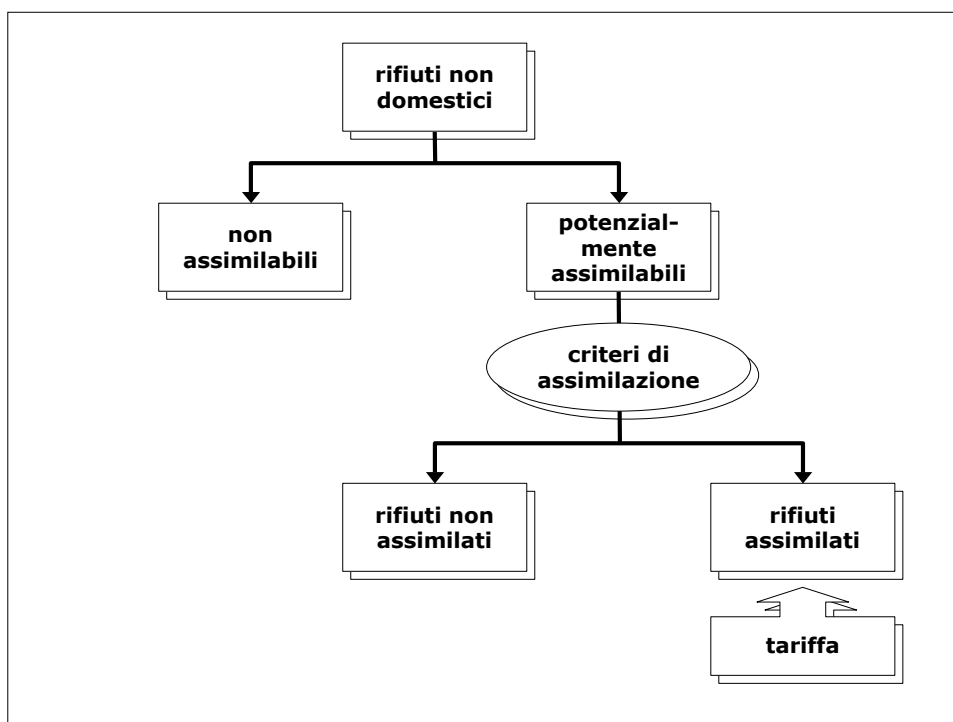 rifiuti non
domestici
non
assimilabili
potenzial-
mente
assimilabili
criteri di
assimilazione
rifiuti non
assimilati
rifiuti
assimilati
tariffa